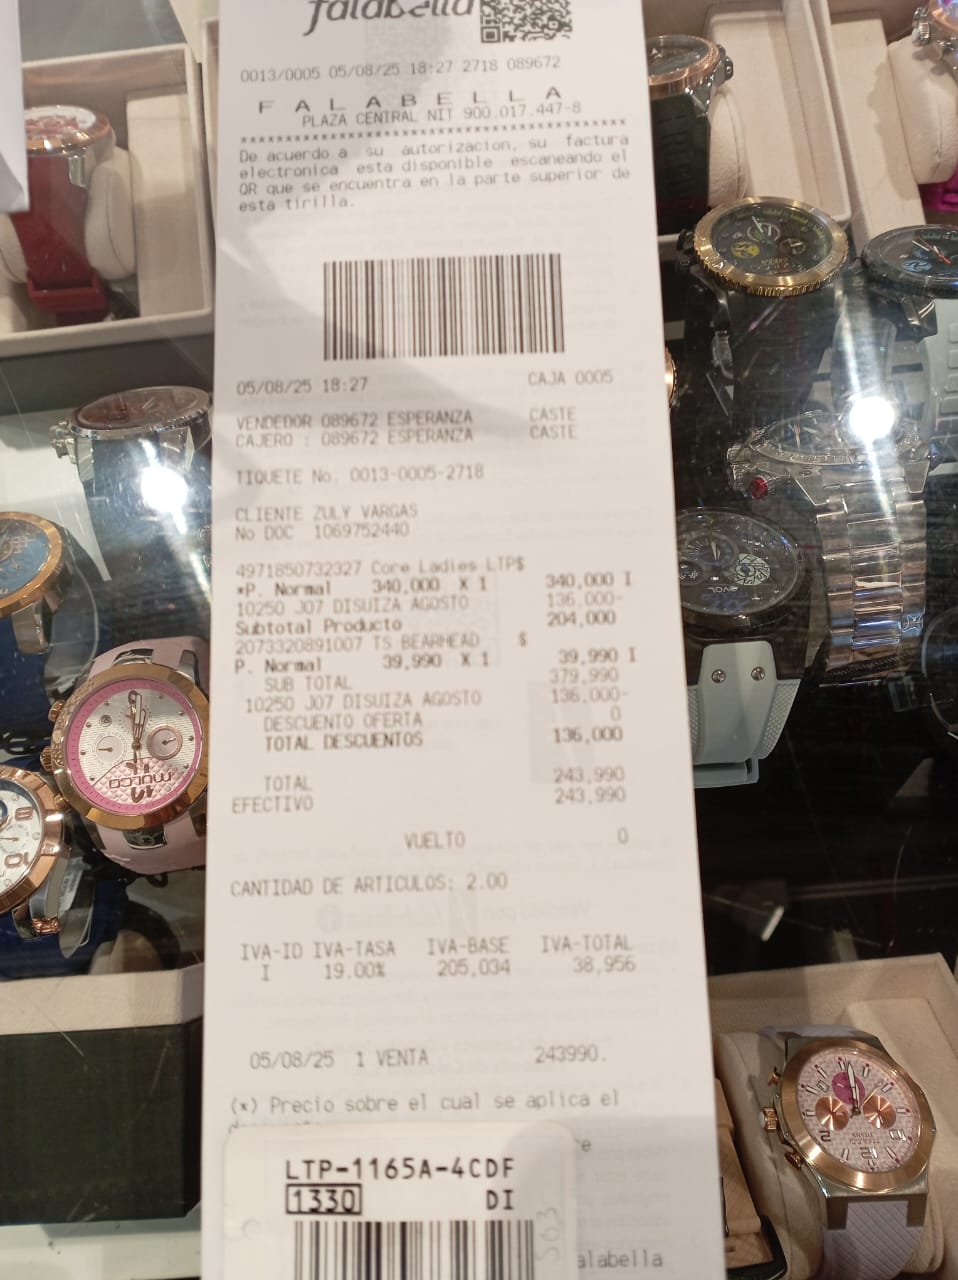 falabella
0013/0005 05/08/25 18:27 2718 089672
FALABELLA
PLAZA CENTRAL NIT 900.017.447-8
De acuerdo a su autorizacion, su factura
electronica esta disponible escaneando el
QR que se encuentra en la parte superior de
esta tirilla.
05/08/25 18:27 CAJA 0005
VENDEDOR 089672 ESPERANZA CASTE
CAJERO : 089672 ESPERANZA CASTE
TIQUETE No. 0013-0005-2718
CLIENTE ZULY VARGAS
No DOC 1069752440
4971850732327 Core Ladies LTP$
*P. Normal 340,000 X 1 340,000 I
10250 J07 DISUIZA AGOSTO 136,000-
Subtotal Producto 204,000
2073320891007 TS BEARHEAD $
P. Normal 39,990 X 1 39,990 I
SUB TOTAL 379,990
10250 J07 DISUIZA AGOSTO 136,000-
DESCUENTO OFERTA 0
TOTAL DESCUENTOS 136,000
TOTAL 243,990
EFECTIVO 243,990
VUELTO 0
CANTIDAD DE ARTICULOS: 2.00
IVA-ID IVA-TASA IVA-BASE IVA-TOTAL
I 19.00% 205,034 38,956
05/08/25 1 VENTA 243990.
(*) Precio sobre el cual se aplica el
LTP-1165A-4CDF
1330 DI
alabella
mulco